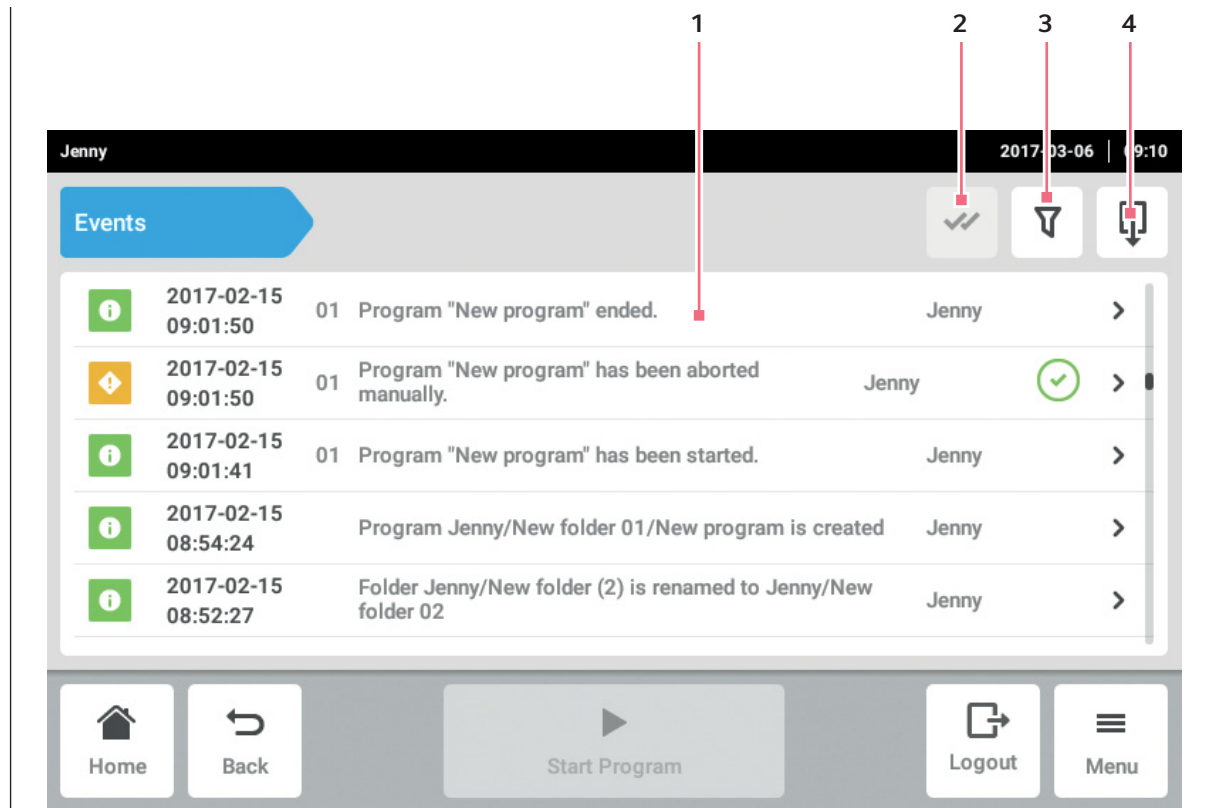 1 2 3 4
Jenny 2017-03-06 09:10
Events
2017-02-15
09:01:50
01 Program "New program" ended. Jenny
2017-02-15
09:01:50
01 Program "New program" has been aborted
manually.
Jenny
2017-02-15
09:01:41
01 Program "New program" has been started. Jenny
2017-02-15
08:54:24
Program Jenny/New folder 01/New program is created Jenny
2017-02-15
08:52:27
Folder Jenny/New folder (2) is renamed to Jenny/New
folder 02
Jenny
Home Back Start Program Logout Menu